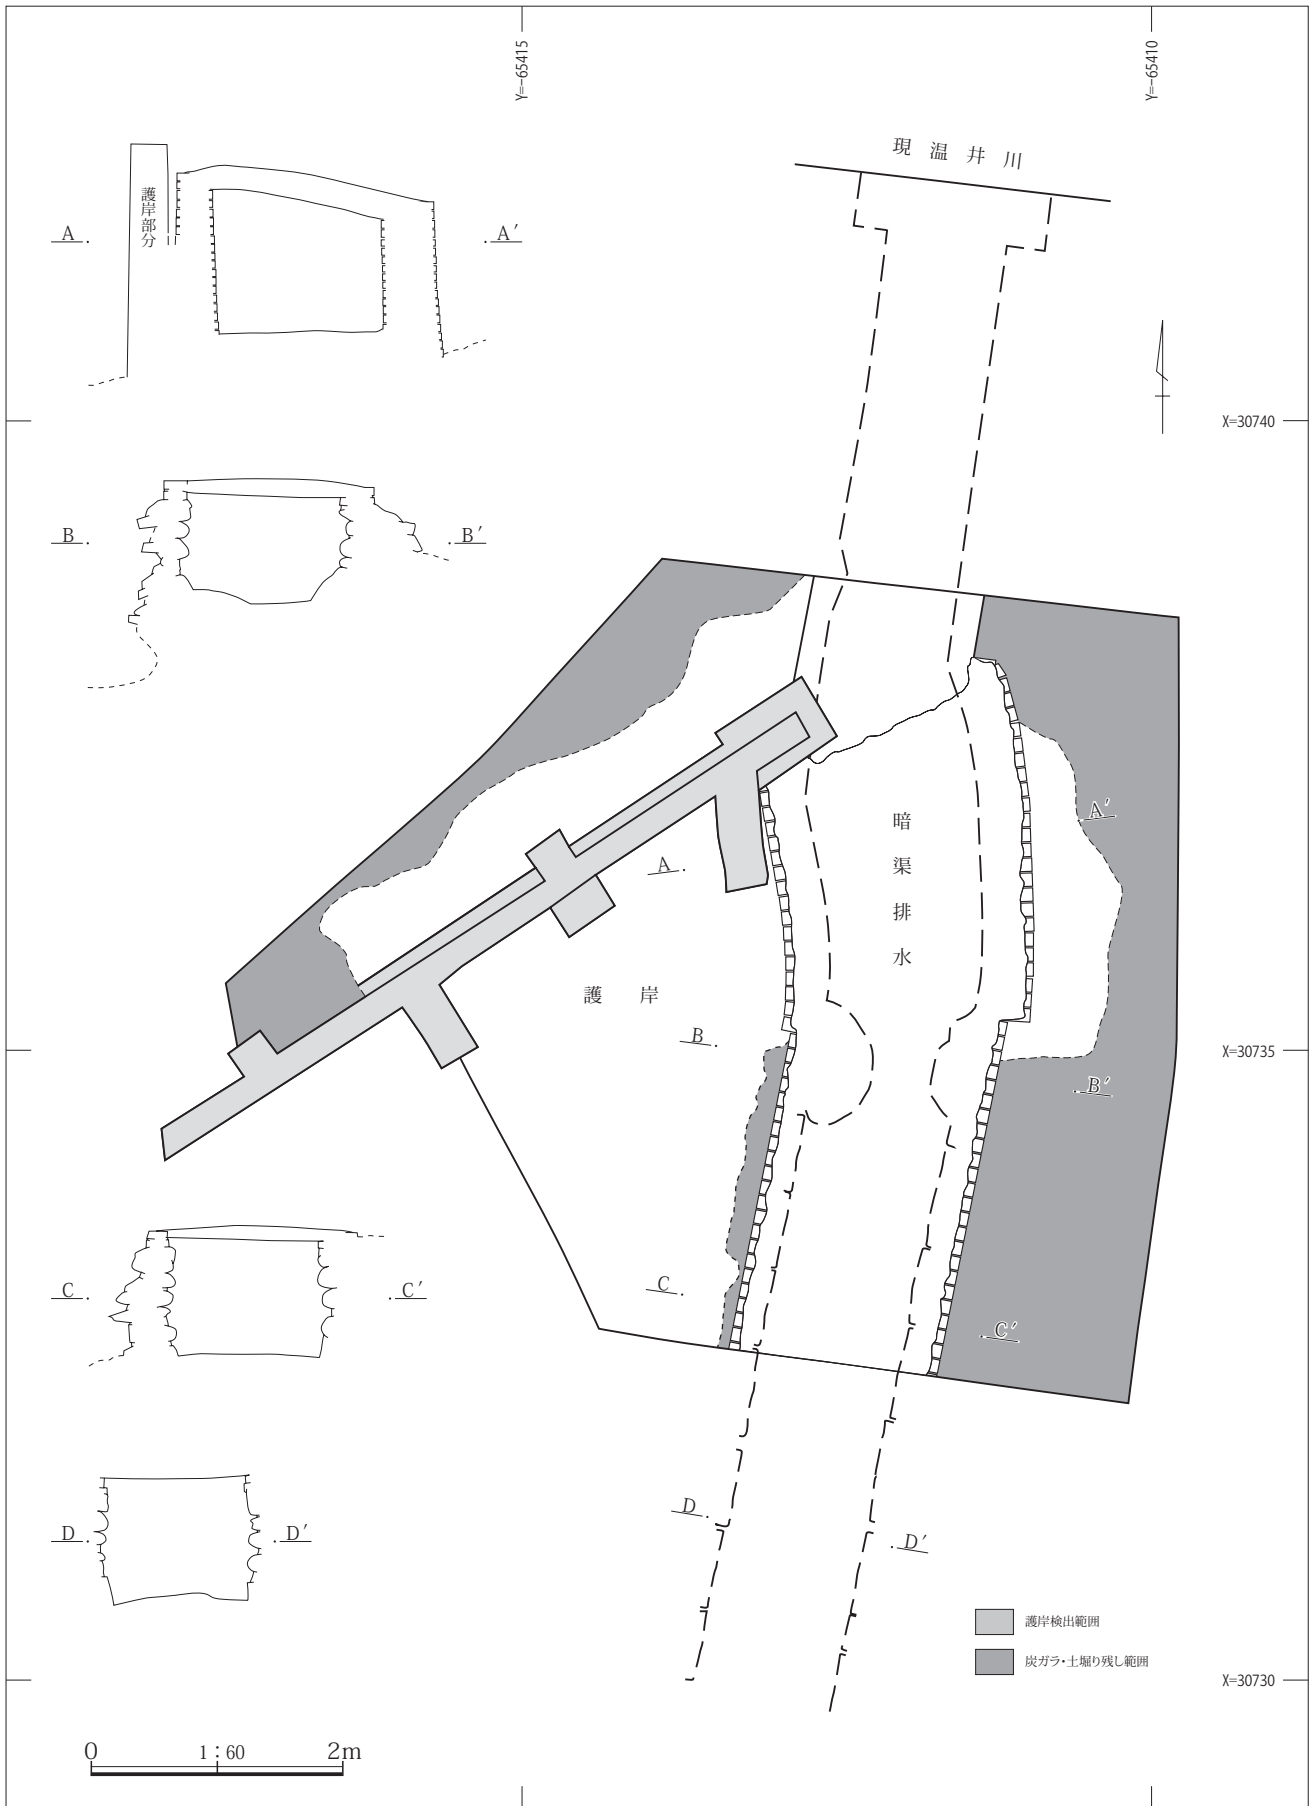 Y=-65415
Y=-65410
現温井川
護岸部分
A
A′
X=30740
B
B′
A′
暗渠排水
A
護岸
B
X=30735
B′
C
C′
C
C′
D
D′
D
D′
護岸検出範囲
炭ガラ・土堀り残し範囲
X=30730
0 1:60 2m